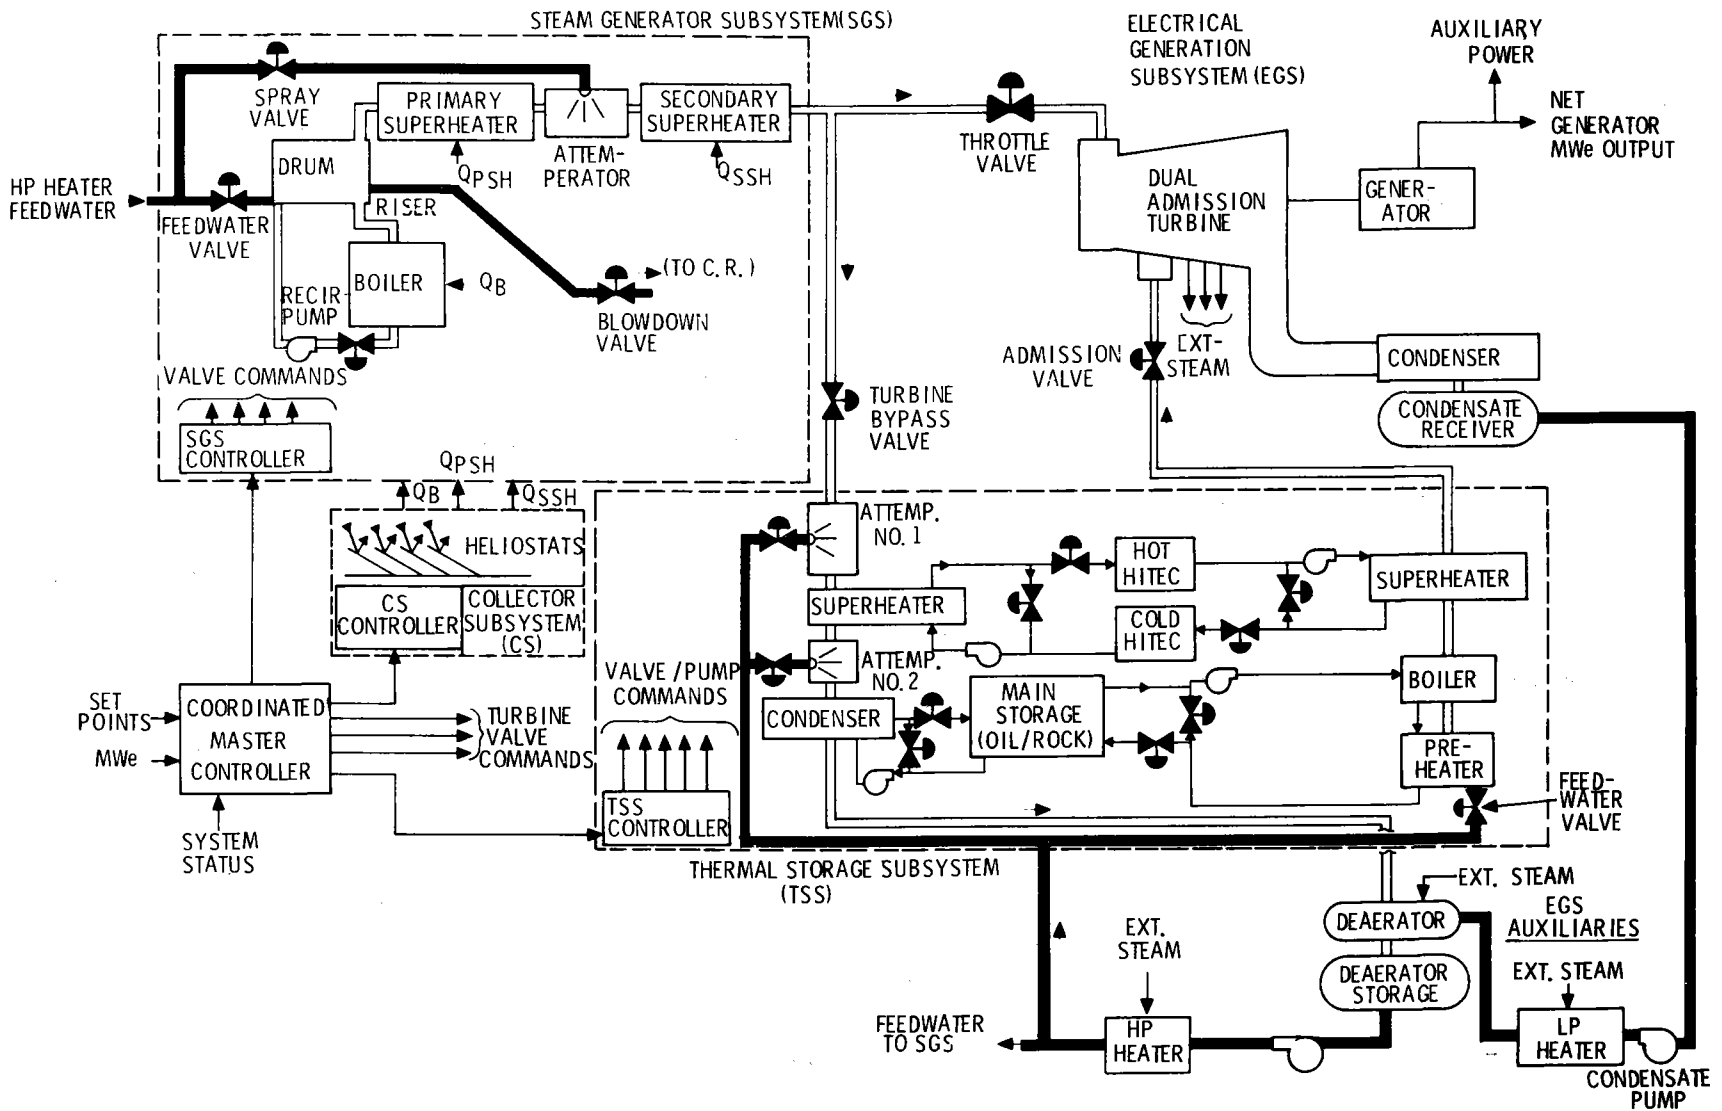 STEAM GENERATOR SUBSYSTEM(SGS)
ELECTRICAL
GENERATION
SUBSYSTEM (EGS)
AUXILIARY
POWER
NET
GENERATOR
MWe OUTPUT
SPRAY
VALVE
PRIMARY
SUPERHEATER
ATTEM-
PERATOR
SECONDARY
SUPERHEATER
QPSH
QSSH
THROTTLE
VALVE
DUAL
ADMISSION
TURBINE
GENER-
ATOR
HP HEATER
FEEDWATER
DRUM
RISER
FEEDWATER
VALVE
BOILER
QB
RECIR-
PUMP
(TO C.R.)
BLOWDOWN
VALVE
ADMISSION
VALVE
EXT-
STEAM
CONDENSER
CONDENSATE
RECEIVER
VALVE COMMANDS
SGS
CONTROLLER
TURBINE
BYPASS
VALVE
QB
QPSH
QSSH
HELIOSTATS
CS
CONTROLLER
COLLECTOR
SUBSYSTEM
(CS)
SET
POINTS
MWe
COORDINATED
MASTER
CONTROLLER
SYSTEM
STATUS
TURBINE
VALVE
COMMANDS
ATTEMP.
NO. 1
SUPERHEATER
HOT
HITEC
COLD
HITEC
SUPERHEATER
VALVE/PUMP
COMMANDS
ATTEMP.
NO. 2
CONDENSER
MAIN
STORAGE
(OIL/ROCK)
BOILER
PRE-
HEATER
FEED-
WATER
VALVE
TSS
CONTROLLER
THERMAL STORAGE SUBSYSTEM
(TSS)
EXT. STEAM
DEAERATOR
EGS
AUXILIARIES
DEAERATOR
STORAGE
EXT.
STEAM
EXT. STEAM
FEEDWATER
TO SGS
HP
HEATER
LP
HEATER
CONDENSATE
PUMP